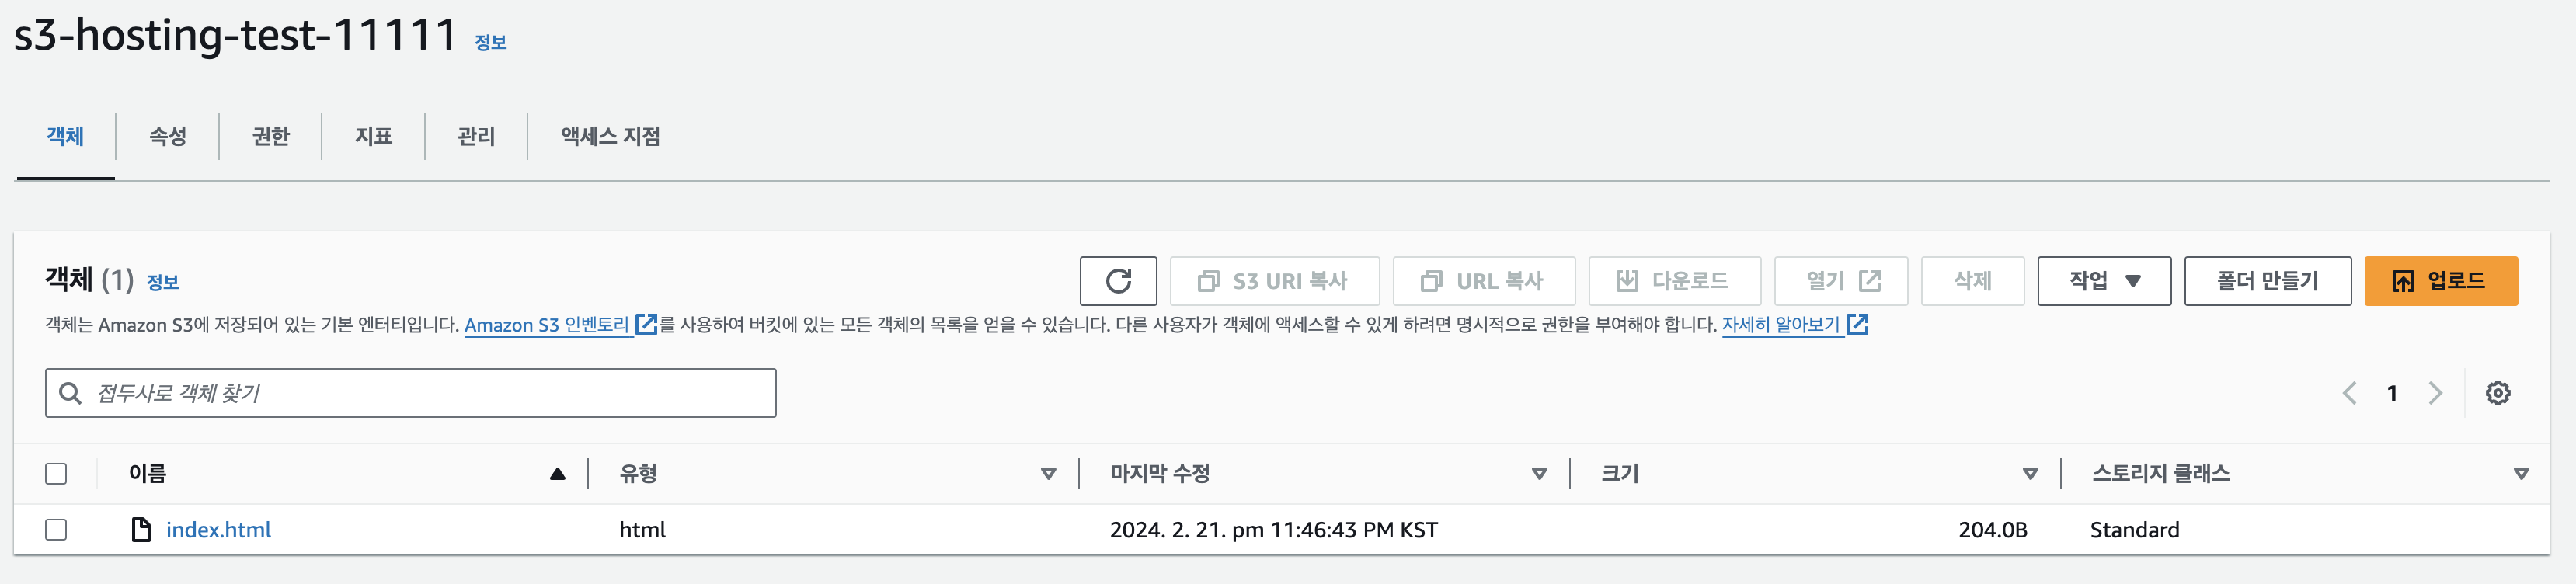 s3-hosting-test-11111 정보
객체 속성 권한 지표 관리 액세스 지점
객체 (1) 정보
S3 URI 복사 URL 복사 다운로드 열기 삭제 작업 폴더 만들기 업로드
객체는 Amazon S3에 저장되어 있는 기본 엔터티입니다. Amazon S3 인벤토리를 사용하여 버킷에 있는 모든 객체의 목록을 얻을 수 있습니다. 다른 사용자가 객체에 액세스할 수 있게 하려면 명시적으로 권한을 부여해야 합니다. 자세히 알아보기
접두사로 객체 찾기 1
이름 유형 마지막 수정 크기 스토리지 클래스
index.html html 2024. 2. 21. pm 11:46:43 PM KST 204.0B Standard